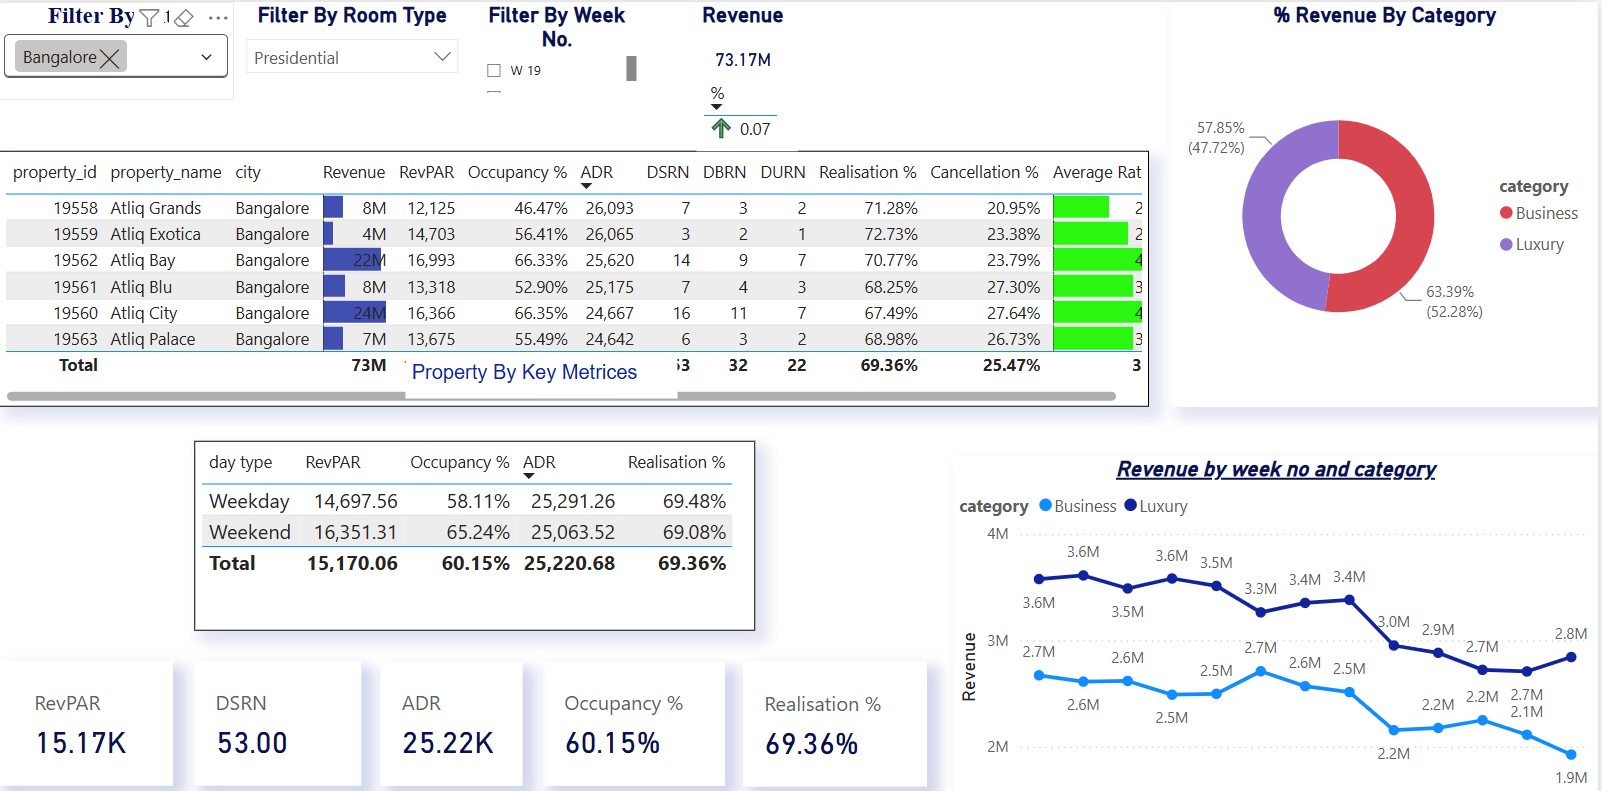 Filter By
Filter By Room Type
Filter By Week
No.
Revenue
% Revenue By Category
Bangalore
Presidential
W 19
73.17M
%
0.07
57.85%
(47.72%)
63.39%
(52.28%)
category
Business
Luxury
property_id property_name city Revenue RevPAR Occupancy % ADR DSRN DBRN DURN Realisation % Cancellation % Average Rat
19558 Atliq Grands Bangalore 8M 12,125 46.47% 26,093 7 3 2 71.28% 20.95% 2
19559 Atliq Exotica Bangalore 4M 14,703 56.41% 26,065 3 2 1 72.73% 23.38% 2
19562 Atliq Bay Bangalore 22M 16,993 66.33% 25,620 14 9 7 70.77% 23.79% 4
19561 Atliq Blu Bangalore 8M 13,318 52.90% 25,175 7 4 3 68.25% 27.30% 3
19560 Atliq City Bangalore 24M 16,366 66.35% 24,667 16 11 7 67.49% 27.64% 4
19563 Atliq Palace Bangalore 7M 13,675 55.49% 24,642 6 3 2 68.98% 26.73% 3
Total 73M 32 22 69.36% 25.47% 3
Property By Key Metrices
day type RevPAR Occupancy % ADR Realisation %
Weekday 14,697.56 58.11% 25,291.26 69.48%
Weekend 16,351.31 65.24% 25,063.52 69.08%
Total 15,170.06 60.15% 25,220.68 69.36%
RevPAR
15.17K
DSRN
53.00
ADR
25.22K
Occupancy %
60.15%
Realisation %
69.36%
Revenue by week no and category
category Business Luxury
Revenue
4M
3M
2M
3.6M
3.6M
3.5M
3.6M
3.5M
3.3M
3.4M
3.4M
3.0M
2.9M
2.7M
2.7M
2.8M
2.7M
2.6M
2.6M
2.5M
2.5M
2.7M
2.6M
2.5M
2.2M
2.2M
2.2M
2.1M
1.9M